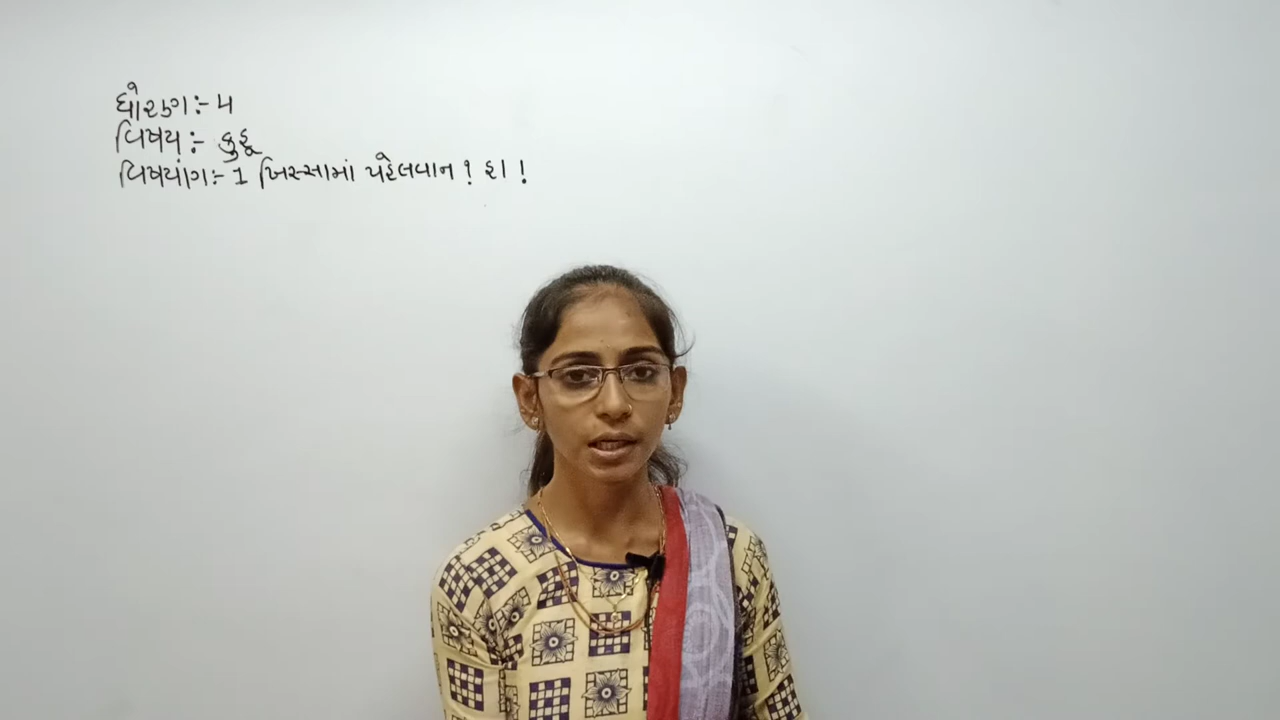 ધોરણ:- ૫
વિષય:- કુહૂ
વિષયાંગ:- 1 ખિસ્સામાં પહેલવાન ? હા !